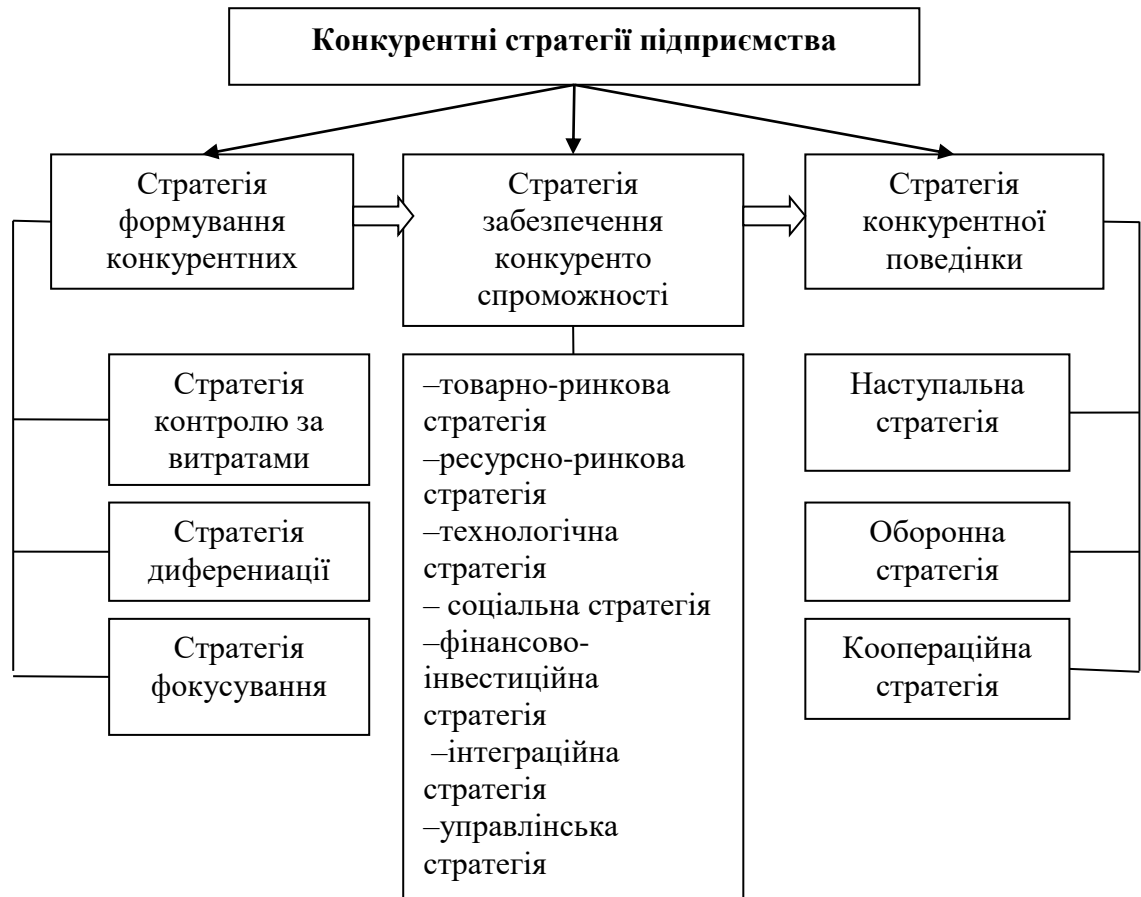 Конкурентні стратегії підприємства
Стратегія
формування
конкурентних
Стратегія
забезпечення
конкуренто
спроможності
Стратегія
конкурентної
поведінки
Стратегія
контролю за
витратами
Стратегія
диферениації
Стратегія
фокусування
–товарно-ринкова
стратегія
–ресурсно-ринкова
стратегія
–технологічна
стратегія
– соціальна стратегія
–фінансово-
інвестиційна
стратегія
–інтеграційна
стратегія
–управлінська
стратегія
Наступальна
стратегія
Оборонна
стратегія
Коопераційна
стратегія